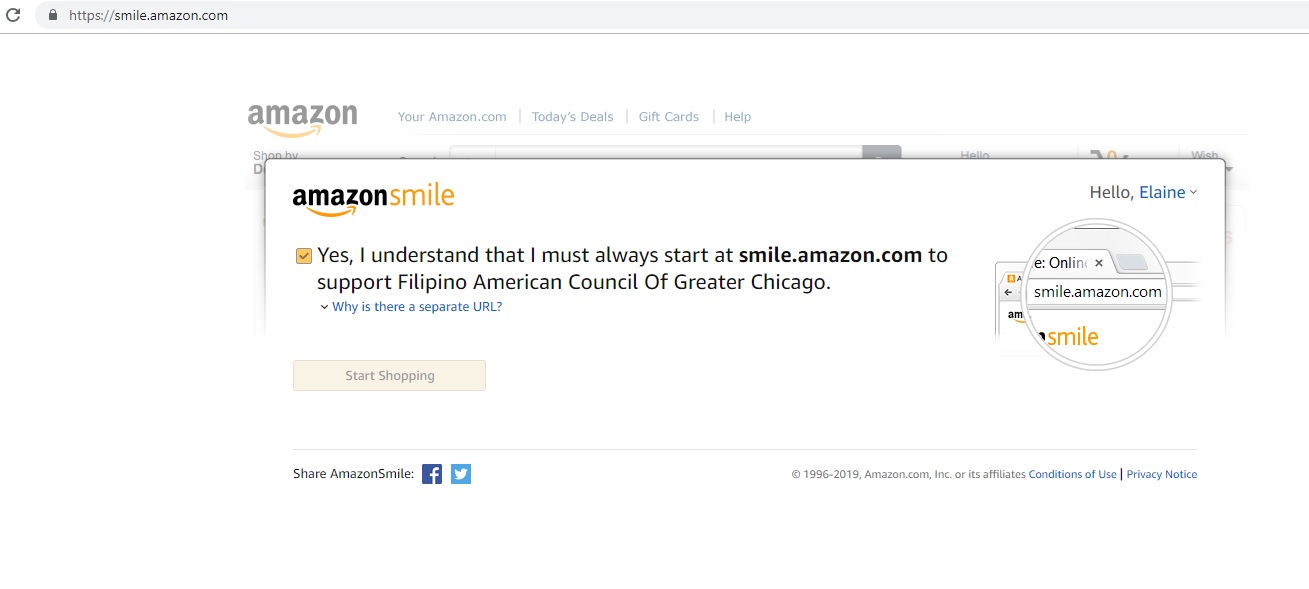 https://smile.amazon.com
amazon
Your Amazon.com | Today's Deals | Gift Cards | Help
Shop by
Hello
Wish
amazonsmile
Hello, Elaine
Yes, I understand that I must always start at smile.amazon.com to
support Filipino American Council Of Greater Chicago.
Why is there a separate URL?
e: Online
smile.amazon.com
am
smile
Start Shopping
Share AmazonSmile:
© 1996-2019, Amazon.com, Inc. or its affiliates Conditions of Use | Privacy Notice